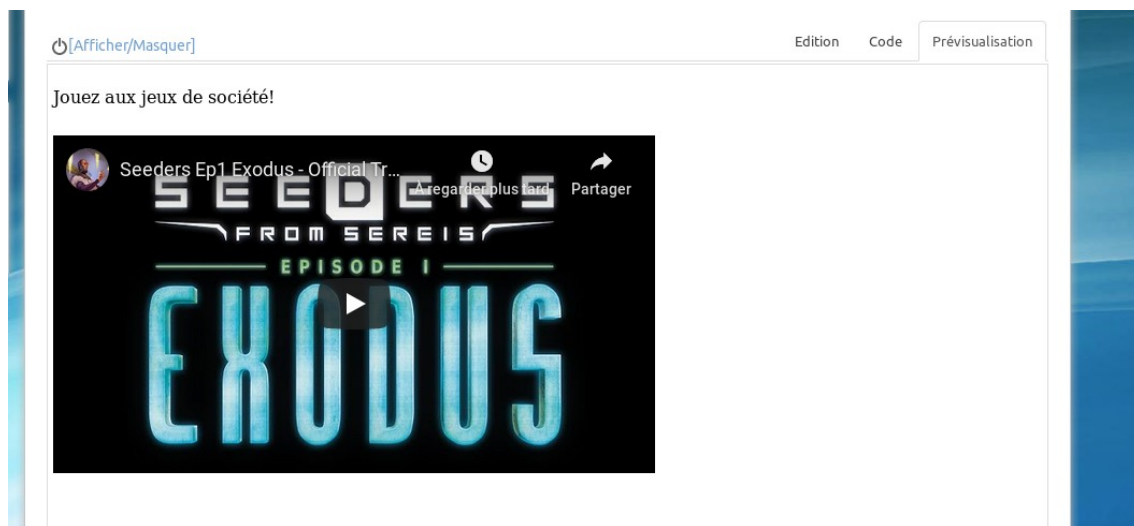 [Afficher/Masquer]
Edition Code Prévisualisation
Jouez aux jeux de société!
Seeders Ep1 Exodus - Official Tr...
A regarder plus tard
Partager
SEEDERS
FROM SEREIS
EPISODE I
EXODUS